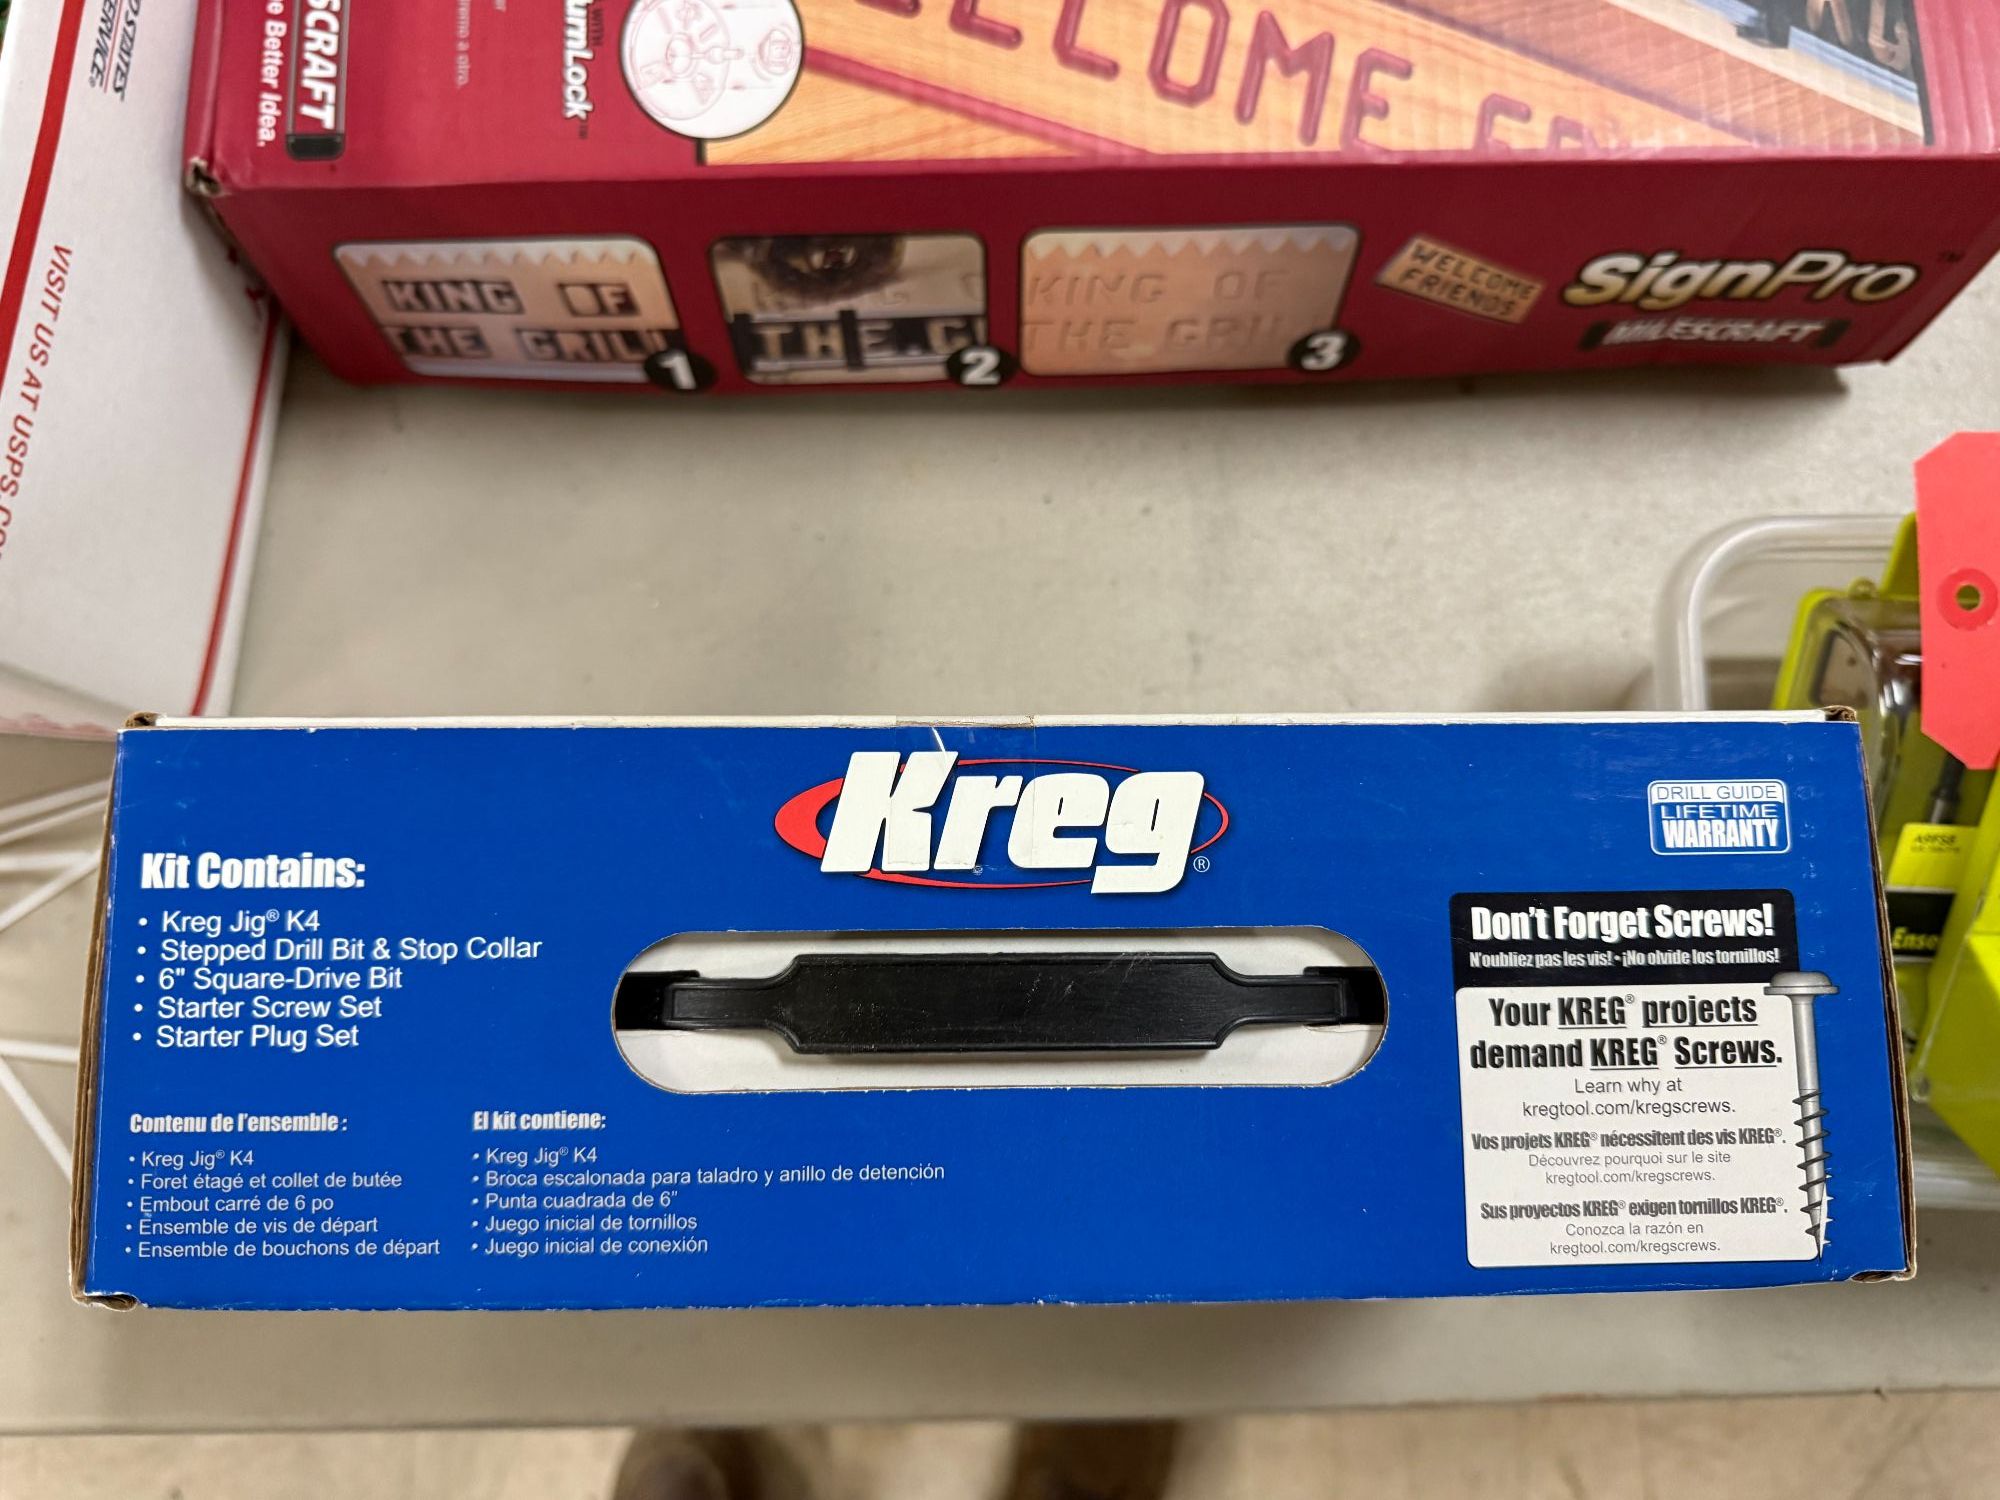 VISIT US AT USPS.CO
SCRAFT
e Better Idea.
WITH
urnLock™
ELCOME
KING OF
THE GRILL
1
THE.G
2
KING OF
THE GRILL
3
WELCOME
FRIENDS
SignPro™
MILESCRAFT
Kreg®
DRILL GUIDE
LIFETIME
WARRANTY
Kit Contains:
• Kreg Jig® K4
• Stepped Drill Bit & Stop Collar
• 6" Square-Drive Bit
• Starter Screw Set
• Starter Plug Set
Contenu de l'ensemble :
• Kreg Jig® K4
• Foret étagé et collet de butée
• Embout carré de 6 po
• Ensemble de vis de départ
• Ensemble de bouchons de départ
El kit contiene:
• Kreg Jig® K4
• Broca escalonada para taladro y anillo de detención
• Punta cuadrada de 6"
• Juego inicial de tornillos
• Juego inicial de conexión
Don't Forget Screws!
N'oubliez pas les vis! • ¡No olvide los tornillos!
Your KREG® projects
demand KREG® Screws.
Learn why at
kregtool.com/kregscrews.
Vos projets KREG® nécessitent des vis KREG®.
Découvrez pourquoi sur le site
kregtool.com/kregscrews.
Sus proyectos KREG® exigen tornillos KREG®.
Conozca la razón en
kregtool.com/kregscrews.